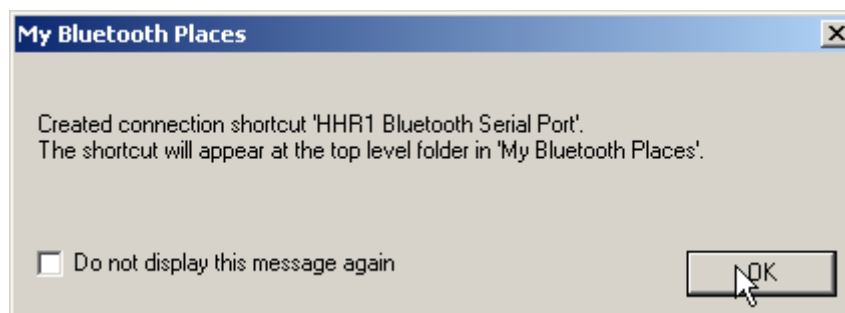 My Bluetooth Places
Created connection shortcut 'HHR1 Bluetooth Serial Port'.
The shortcut will appear at the top level folder in 'My Bluetooth Places'.
Do not display this message again
OK